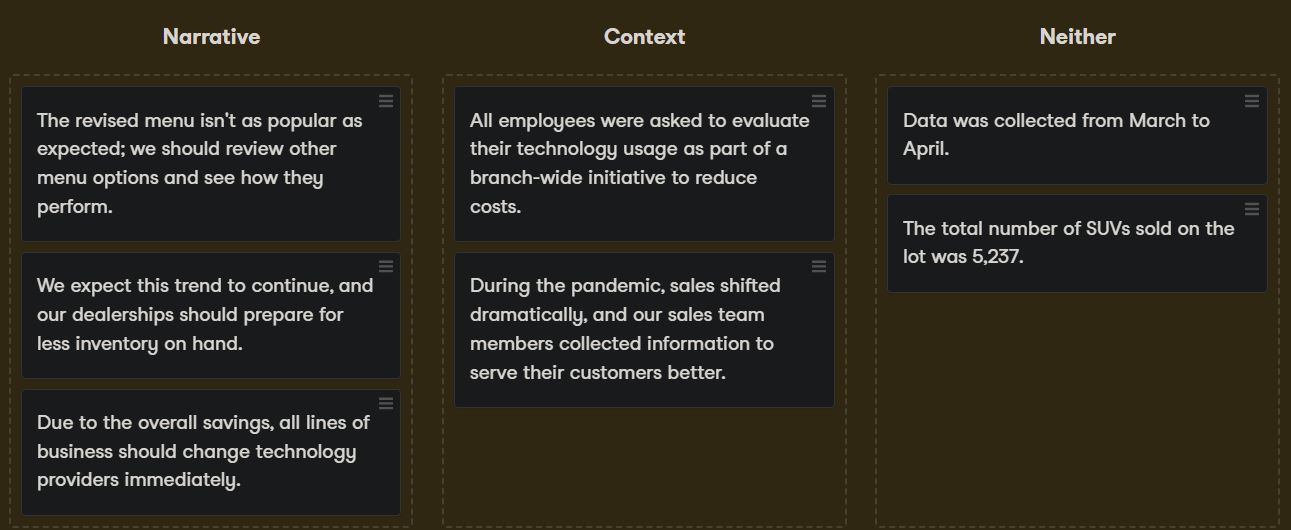 Narrative
The revised menu isn't as popular as
expected; we should review other
menu options and see how they
perform.
We expect this trend to continue, and
our dealerships should prepare for
less inventory on hand.
Due to the overall savings, all lines of
business should change technology
providers immediately.
Context
All employees were asked to evaluate
their technology usage as part of a
branch-wide initiative to reduce
costs.
During the pandemic, sales shifted
dramatically, and our sales team
members collected information to
serve their customers better.
Neither
Data was collected from March to
April.
The total number of SUVs sold on the
lot was 5,237.